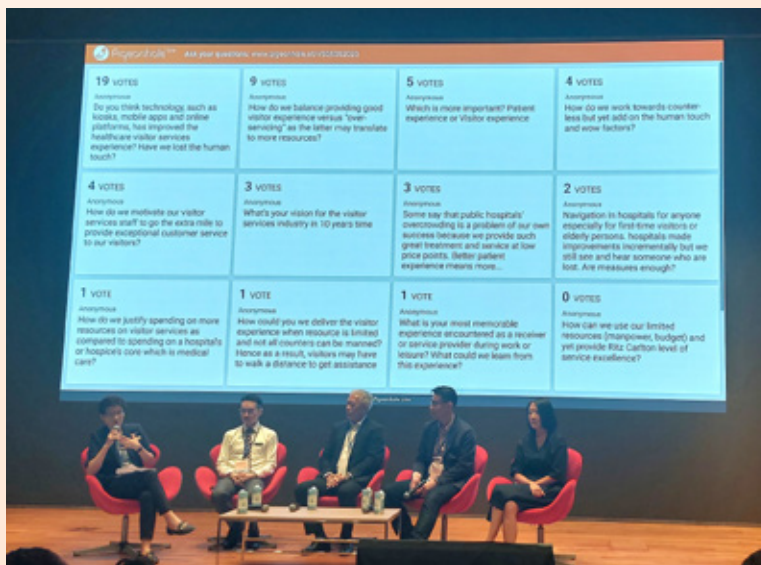 Pigeonhole Live
Ask your questions:
19 VOTES
Anonymous
Do you think technology, such as
kiosks, mobile apps and online
platforms, has improved the
healthcare visitor services
experience? Have we lost the human
touch?
9 VOTES
Anonymous
How do we balance providing good
visitor experience versus "over-
servicing" as the latter may translate
to more resources?
5 VOTES
Anonymous
Which is more important? Patient
experience or Visitor experience
4 VOTES
Anonymous
How do we work towards counter-
less but yet add on the human touch
and wow factors?
4 VOTES
Anonymous
How do we motivate our visitor
services staff to go the extra mile to
provide exceptional customer service
to our visitors?
3 VOTES
Anonymous
What's your vision for the visitor
services industry in 10 years time
3 VOTES
Anonymous
Some say that public hospitals'
overcrowding is a problem of our own
success because we provide such
great treatment and service at low
price points. Better patient
experience means more...
2 VOTES
Anonymous
Navigation in hospitals for anyone
especially for first-time visitors or
elderly persons. hospitals made
improvements incrementally but we
still see and hear someone who are
lost. Are measures enough?
1 VOTE
Anonymous
How do we justify spending on more
resources on visitor services as
compared to spending on a hospitals
or hospice's core which is medical
care?
1 VOTE
Anonymous
How could we deliver the visitor
experience when resource is limited
and not all counters can be manned?
Hence as a result, visitors may have
to walk a distance to get assistance
1 VOTE
Anonymous
What is your most memorable
experience encountered as a receiver
or service provider during work or
leisure? What could we learn from
this experience?
0 VOTES
Anonymous
How can we use our limited
resources (manpower, budget) and
yet provide Ritz Carlton level of
service excellence?
Pigeonhole Live